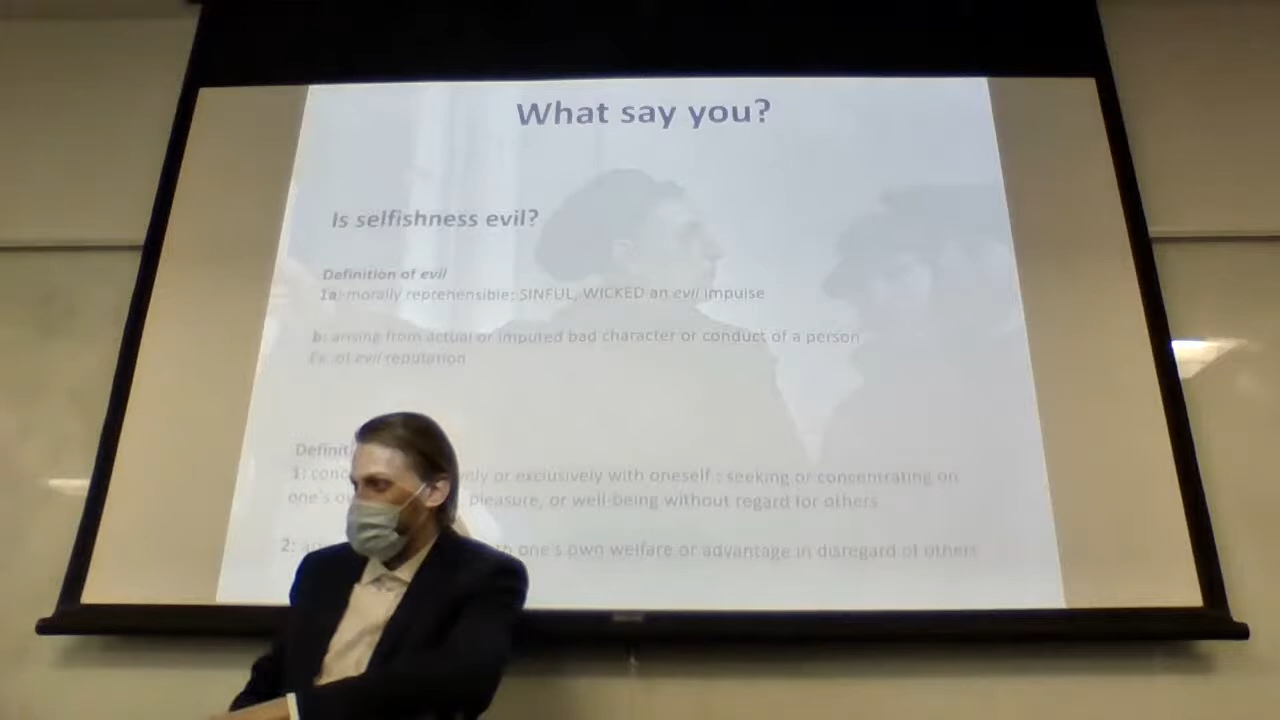 What say you?
Is selfishness evil?
Definition of evil
1a: morally reprehensible: SINFUL, WICKED an evil impulse
b: arising from actual or imputed bad character or conduct of a person
Ex. of evil reputation
1: or exclusively with oneself : seeking or concentrating on
one's pleasure, or well-being without regard for others
2: one's own welfare or advantage in disregard of others